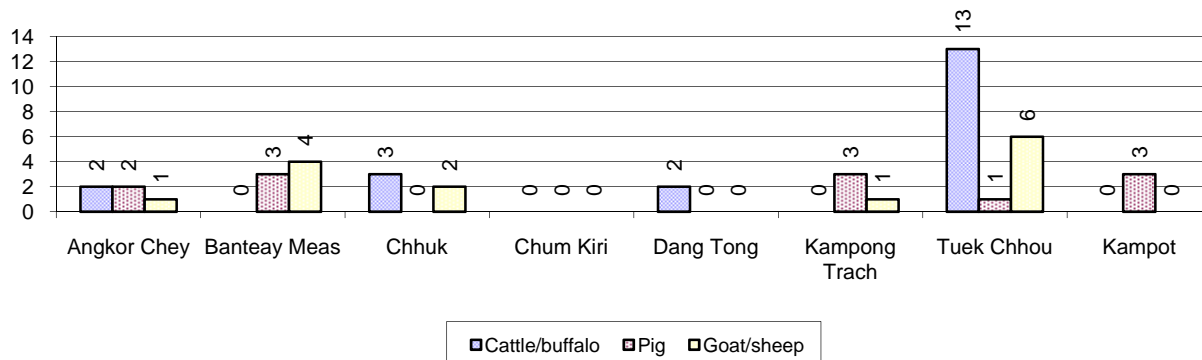 14
12
10
8
6
4
2
0
2 2 1
0 3 4
3 0 2
0 0 0
2 0 0
0 3 1
13 1 6
0 3 0
Angkor Chey
Banteay Meas
Chhuk
Chum Kiri
Dang Tong
Kampong
Trach
Tuek Chhou
Kampot
Cattle/buffalo Pig Goat/sheep